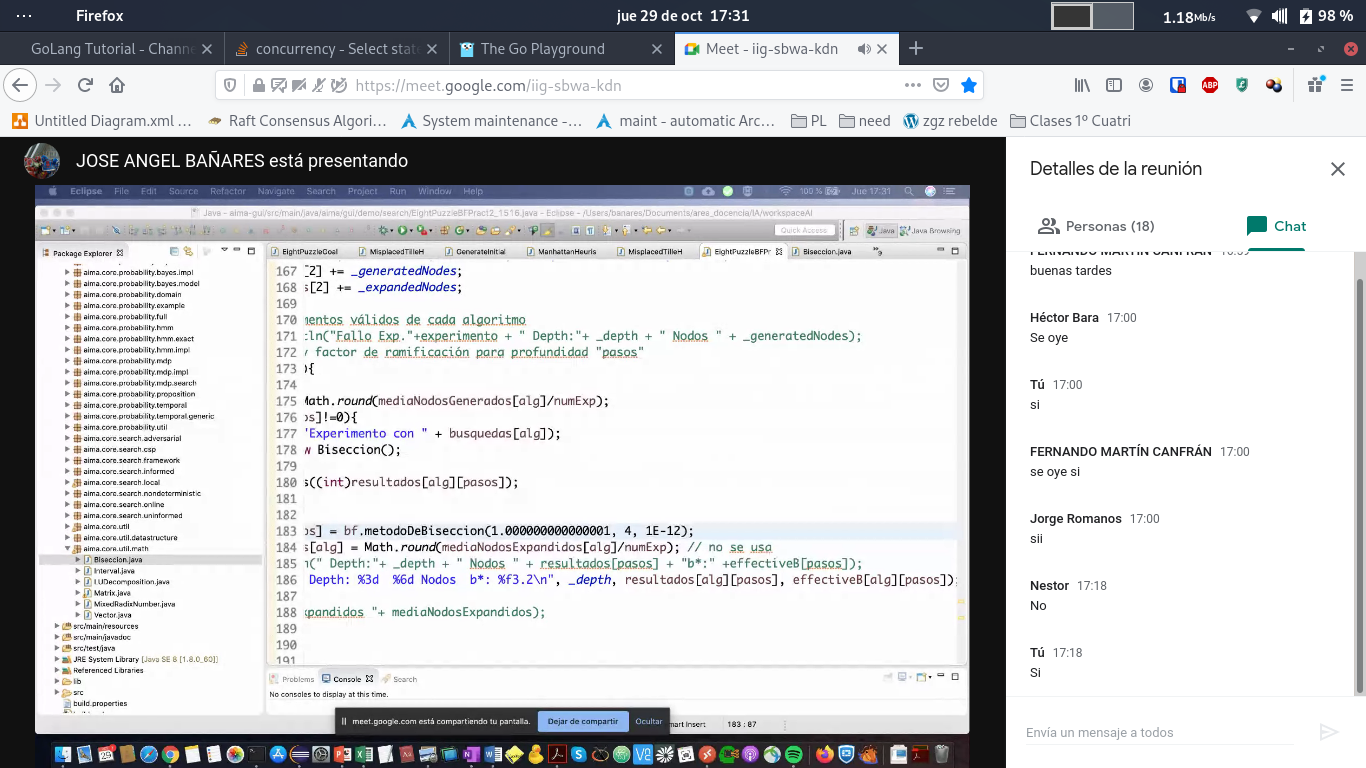 Firefox
jue 29 de oct 17:31
1.18Mb/s
98 %
GoLang Tutorial - Channe
concurrency - Select stat
The Go Playground
Meet - iig-sbwa-kdn
https://meet.google.com/iig-sbwa-kdn
ABP
Untitled Diagram.xml ...
Raft Consensus Algori...
System maintenance -...
maint - automatic Arc...
PL
need
zgz rebelde
Clases 1º Cuatri
JOSE ANGEL BAÑARES está presentando
Eclipse File Edit Source Refactor Navigate Search Project Run Window Help
100 % Jue 17:31
Java - aima-gui/src/main/java/aima/gui/demo/search/EightPuzzleBFPract2_1516.java - Eclipse - /Users/banares/Documents/area_docencia/IA/workspaceAI
Quick Access
Java
Java Browsing
Package Explorer
aima.core.probability.bayes.impl
aima.core.probability.bayes.model
aima.core.probability.domain
aima.core.probability.example
aima.core.probability.full
aima.core.probability.hmm
aima.core.probability.hmm.exact
aima.core.probability.hmm.impl
aima.core.probability.mdp
aima.core.probability.mdp.impl
aima.core.probability.mdp.search
aima.core.probability.proposition
aima.core.probability.temporal
aima.core.probability.temporal.generic
aima.core.probability.util
aima.core.search.adversarial
aima.core.search.csp
aima.core.search.framework
aima.core.search.informed
aima.core.search.local
aima.core.search.nondeterministic
aima.core.search.online
aima.core.search.uninformed
aima.core.util
aima.core.util.datastructure
aima.core.util.math
Biseccion.java
Interval.java
LUDecomposition.java
Matrix.java
MixedRadixNumber.java
Vector.java
src/main/resources
src/main/javadoc
src/test/java
JRE System Library [Java SE 8 [1.8.0_60]]
Referenced Libraries
lib
src
build.properties
EightPuzzleGoal
MisplacedTileH
GenerateInitial
ManhattanHeuris
MisplacedTileH
EightPuzzleBFPr
Biseccion.java
»9
167 [2] += _generatedNodes;
168 s[2] += _expandedNodes;
169
170 mentos válidos de cada algoritmo
171 ln("Fallo Exp."+experimento + " Depth:"+ _depth + " Nodos " + _generatedNodes);
172 y factor de ramificación para profundidad "pasos"
173 ){
174
175 Math.round(mediaNodosGenerados[alg]/numExp);
176 os]!=0){
177 "Experimento con " + busquedas[alg]);
178 w Biseccion();
179
180 s((int)resultados[alg][pasos]);
181
182
183 os] = bf.metodoDeBiseccion(1.000000000000001, 4, 1E-12);
184 s[alg] = Math.round(mediaNodosExpandidos[alg]/numExp); // no se usa
185 n(" Depth:"+ _depth + " Nodos " + resultados[pasos] + "b*:" +effectiveB[pasos]);
186 Depth: %3d %6d Nodos b*: %f3.2\n", _depth, resultados[alg][pasos], effectiveB[alg][pasos]);
187
188 xpandidos "+ mediaNodosExpandidos);
189
190
191
Problems
Console
Search
No consoles to display at this time.
meet.google.com está compartiendo tu pantalla.
Dejar de compartir
Ocultar
mart Insert
183 : 87
Detalles de la reunión
Personas (18)
Chat
FERNANDO MARTÍN CANFRÁN 16:59
buenas tardes
Héctor Bara 17:00
Se oye
Tú 17:00
si
FERNANDO MARTÍN CANFRÁN 17:00
se oye si
Jorge Romanos 17:00
sii
Nestor 17:18
No
Tú 17:18
Si
Envía un mensaje a todos